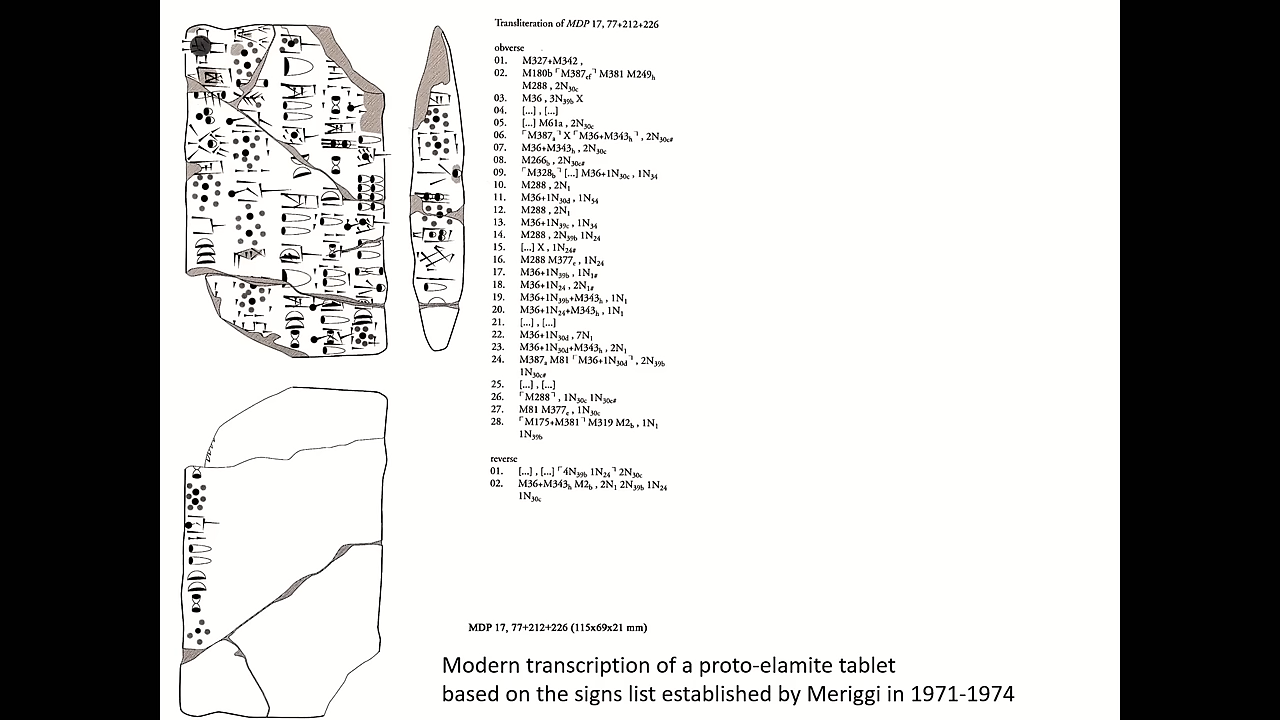 Transliteration of MDP 17, 77+212+226
obverse
01. M327+M342 ,
02. M180b ⌜M387ef⌝ M381 M249h
M288 , 2N30c
03. M36 , 3N39b X
04. [...] , [...]
05. [...] M61a , 2N30c
06. ⌜M387a⌝ X ⌜M36+M343h⌝ , 2N30c#
07. M36+M343h , 2N30c
08. M266b , 2N30c#
09. ⌜M328b⌝ [...] M36+1N30c , 1N34
10. M288 , 2N1
11. M36+1N30d , 1N54
12. M288 , 2N1
13. M36+1N39c , 1N34
14. M288 , 2N39b 1N24
15. [...] X , 1N24#
16. M288 M377e , 1N24
17. M36+1N39b , 1N1#
18. M36+1N24 , 2N1#
19. M36+1N39b+M343h , 1N1
20. M36+1N24+M343h , 1N1
21. [...] , [...]
22. M36+1N30d , 7N1
23. M36+1N30d+M343h , 2N1
24. M387a M81 ⌜M36+1N30d⌝ , 2N39b
1N30c#
25. [...] , [...]
26. ⌜M288⌝ , 1N30c 1N30c#
27. M81 M377e , 1N30c
28. ⌜M175+M381⌝ M319 M2b , 1N1
1N39b
reverse
01. [...] , [...] ⌜4N39b 1N24⌝ 2N30c
02. M36+M343h M2b , 2N1 2N39b 1N24
1N30c
MDP 17, 77+212+226 (115x69x21 mm)
Modern transcription of a proto-elamite tablet
based on the signs list established by Meriggi in 1971-1974